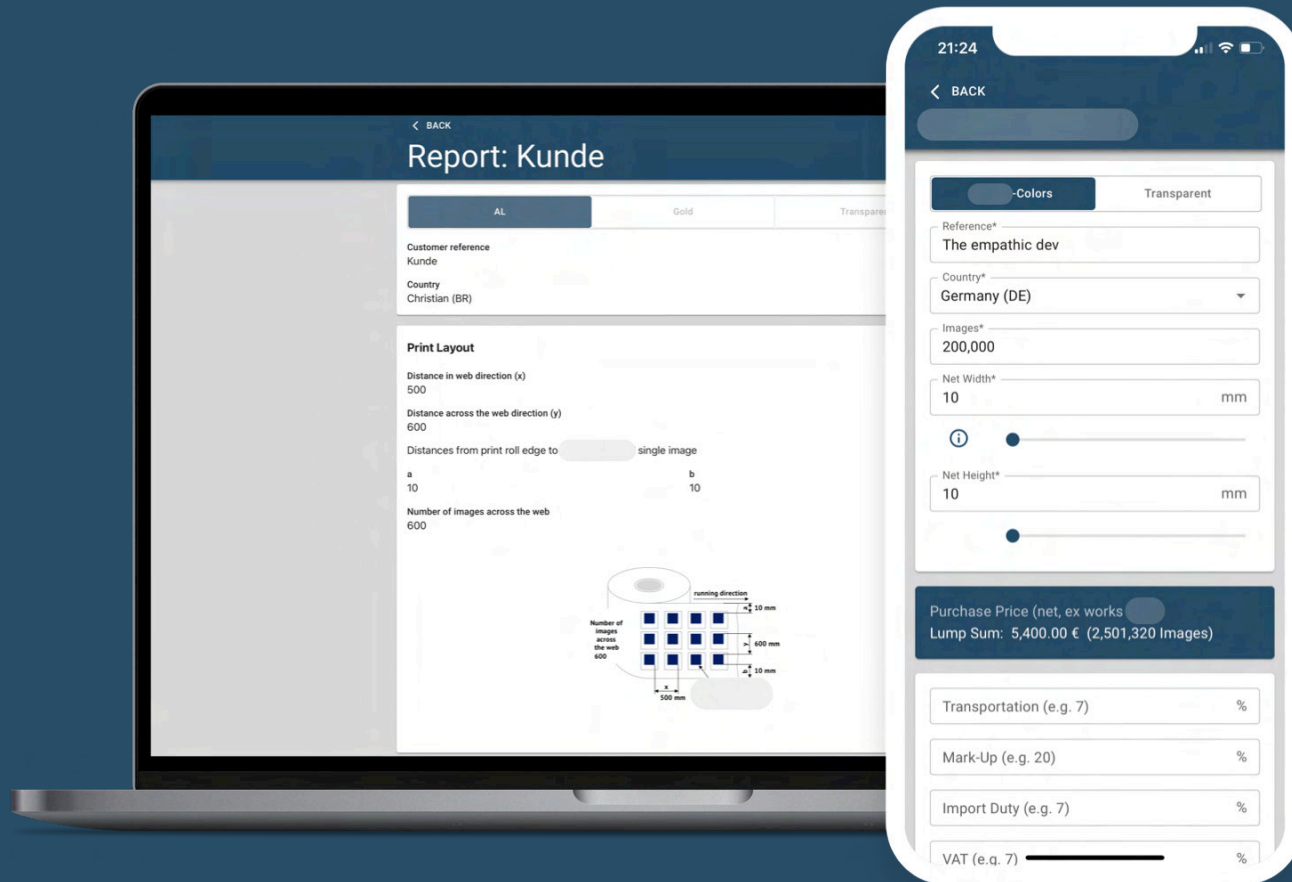 BACK
Report: Kunde
AL
Gold
Customer reference
Kunde
Country
Christian (BR)
Print Layout
Distance in web direction (x)
500
Distance across the web direction (y)
600
Distances from print roll edge to single image
a b
10 10
Number of images across the web
600
running direction
a 10 mm
Number of
images
across
the web
600
y 600 mm
b 10 mm
x
500 mm
21:24
BACK
-Colors
Transparent
Reference*
The empathic dev
Country*
Germany (DE)
Images*
200,000
Net Width*
10 mm
Net Height*
10 mm
Purchase Price (net, ex works
Lump Sum: 5,400.00 € (2,501,320 Images)
Transportation (e.g. 7) %
Mark-Up (e.g. 20) %
Import Duty (e.g. 7) %
VAT (e.g. 7) %